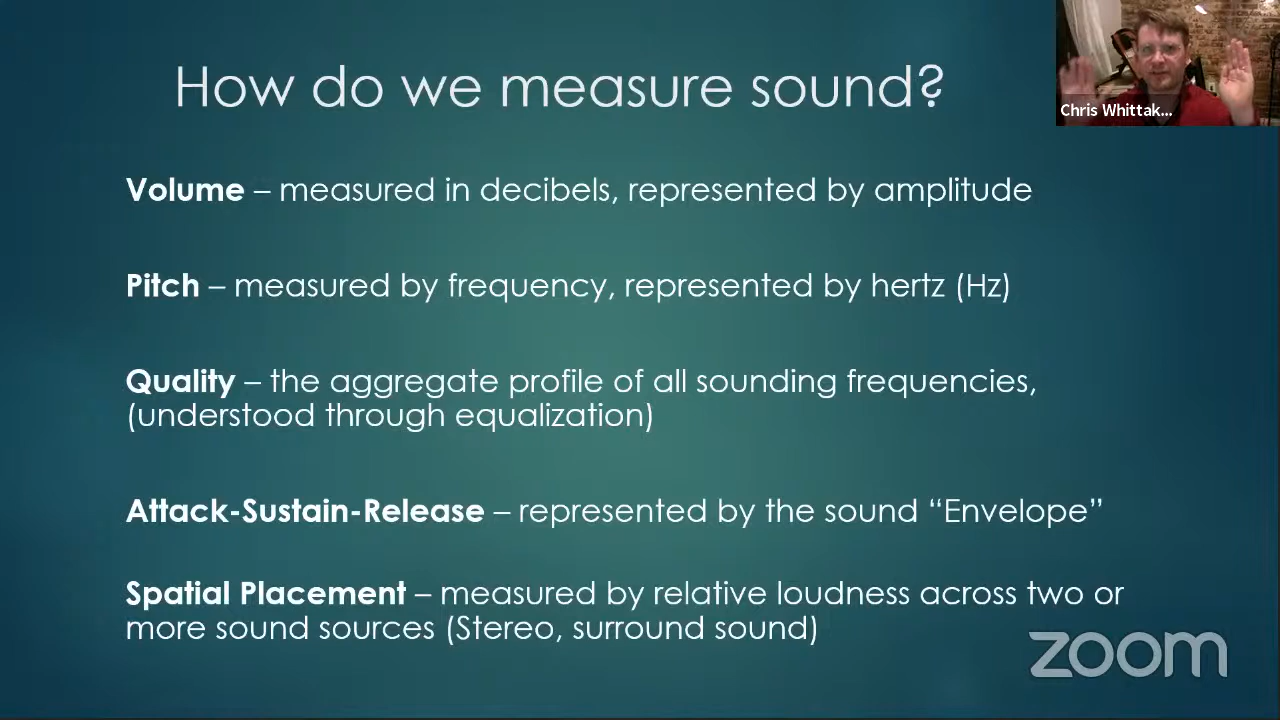 How do we measure sound?
Chris Whittak...
Volume – measured in decibels, represented by amplitude
Pitch – measured by frequency, represented by hertz (Hz)
Quality – the aggregate profile of all sounding frequencies,
(understood through equalization)
Attack-Sustain-Release – represented by the sound “Envelope”
Spatial Placement – measured by relative loudness across two or
more sound sources (Stereo, surround sound)
zoom